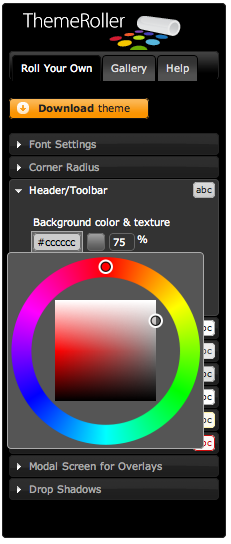 ThemeRoller
Roll Your Own Gallery Help
Download theme
Font Settings
Corner Radius
Header/Toolbar abc
Background color & texture
#cccccc 75 %
Modal Screen for Overlays
Drop Shadows